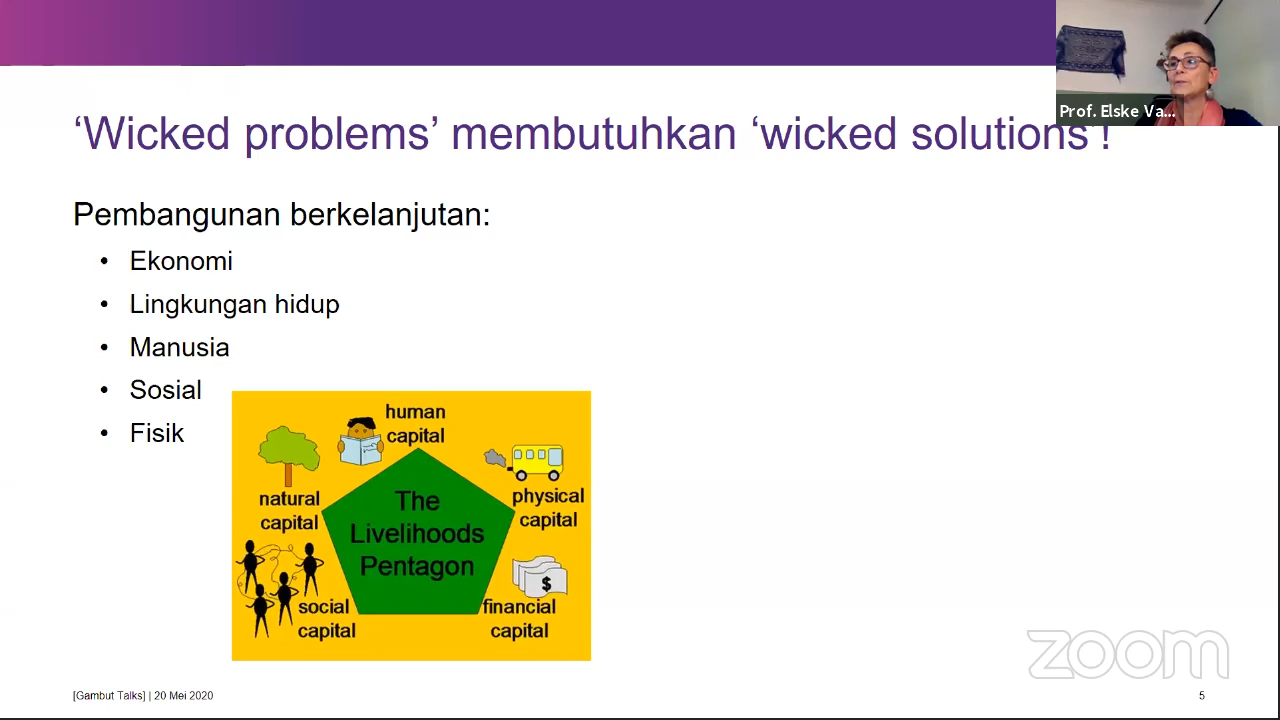 Prof. Elske Va...
‘Wicked problems’ membutuhkan ‘wicked solutions’!
Pembangunan berkelanjutan:
• Ekonomi
• Lingkungan hidup
• Manusia
• Sosial
• Fisik
human
capital
natural
capital
physical
capital
The
Livelihoods
Pentagon
$
social
capital
financial
capital
zoom
[Gambut Talks] | 20 Mei 2020
5